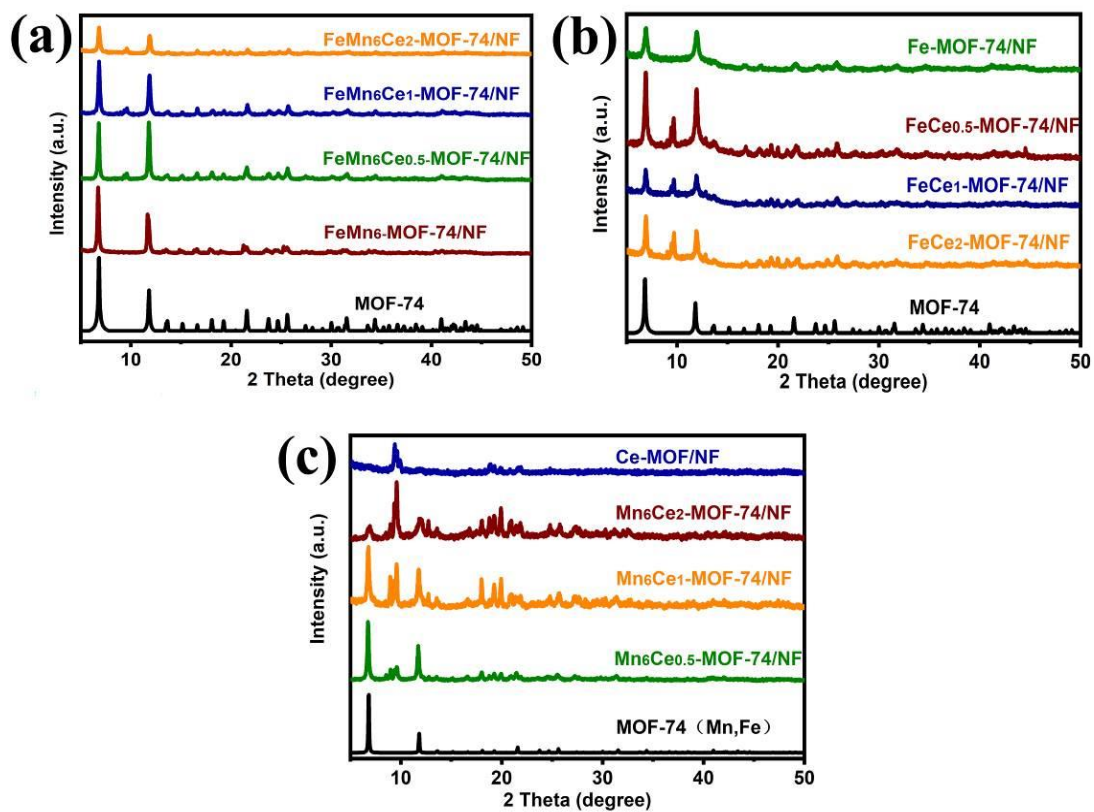 (a)
FeMn6Ce2-MOF-74/NF
FeMn6Ce1-MOF-74/NF
FeMn6Ce0.5-MOF-74/NF
FeMn6-MOF-74/NF
MOF-74
Intensity (a.u.)
10 20 30 40 50
2 Theta (degree)
(b)
Fe-MOF-74/NF
FeCe0.5-MOF-74/NF
FeCe1-MOF-74/NF
FeCe2-MOF-74/NF
MOF-74
Intensity (a.u.)
10 20 30 40 50
2 Theta (degree)
(c)
Ce-MOF/NF
Mn6Ce2-MOF-74/NF
Mn6Ce1-MOF-74/NF
Mn6Ce0.5-MOF-74/NF
MOF-74（Mn,Fe）
Intensity (a.u.)
10 20 30 40 50
2 Theta (degree)